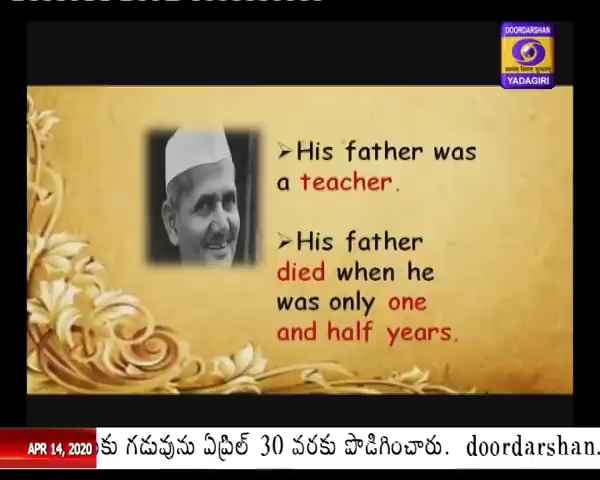 DOORDARSHAN
YADAGIRI
➢His father was
a teacher.
➢His father
died when he
was only one
and half years.
APR 14, 2020 కు గడువును ఏప్రిల్ 30 వరకు పొడిగించారు. doordarshan.